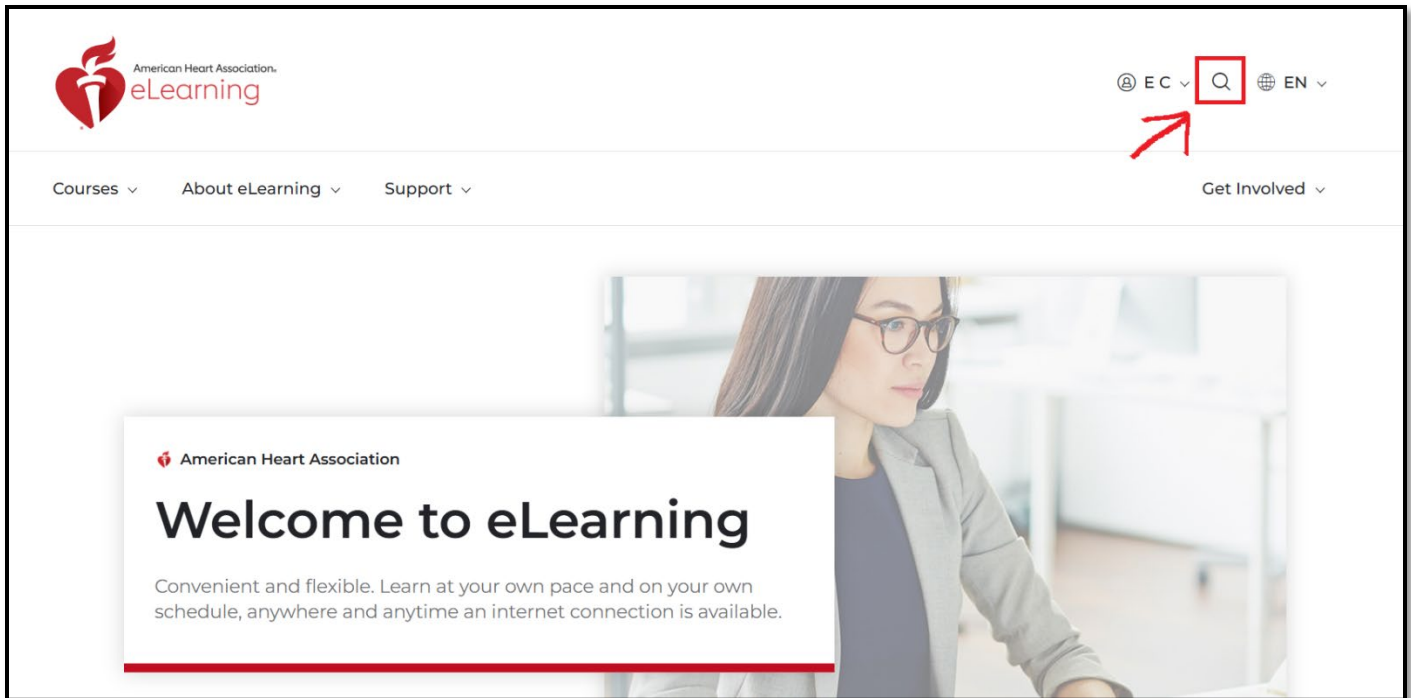 American Heart Association®
eLearning
E C
EN
Courses
About eLearning
Support
Get Involved
American Heart Association
Welcome to eLearning
Convenient and flexible. Learn at your own pace and on your own
schedule, anywhere and anytime an internet connection is available.